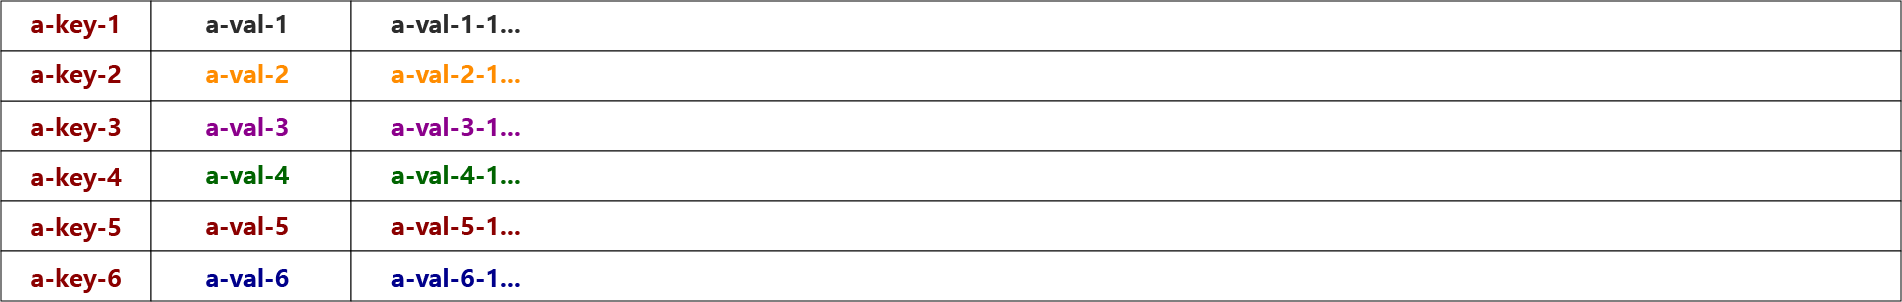 a-key-1 a-val-1 a-val-1-1...
a-key-2 a-val-2 a-val-2-1...
a-key-3 a-val-3 a-val-3-1...
a-key-4 a-val-4 a-val-4-1...
a-key-5 a-val-5 a-val-5-1...
a-key-6 a-val-6 a-val-6-1...